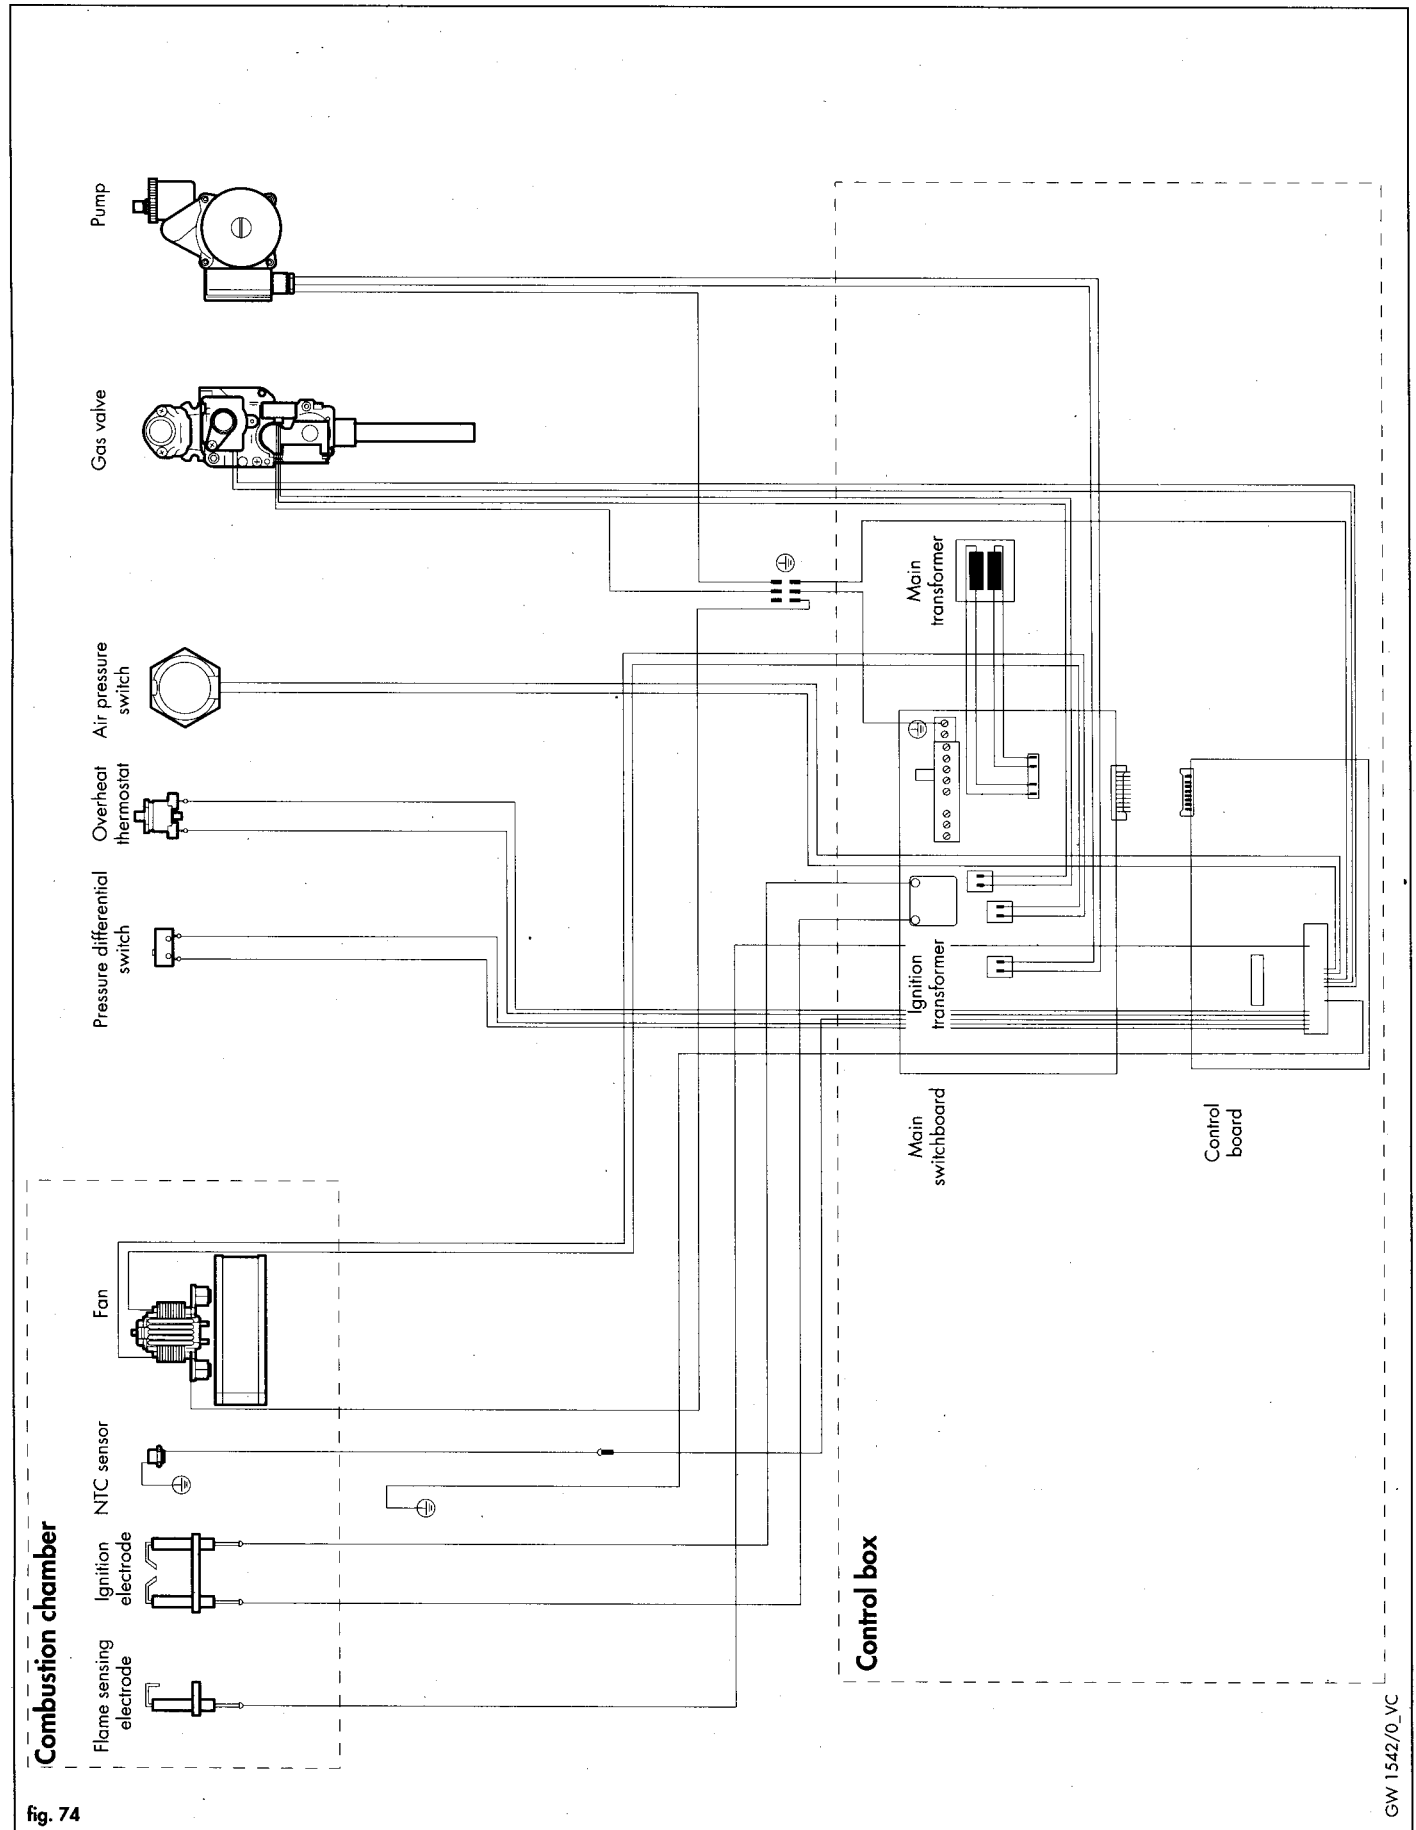 Combustion chamber
Flame sensing
electrode
Ignition
electrode
NTC sensor
Fan
Pressure differential
switch
Overheat
thermostat
Air pressure
switch
Gas valve
Pump
Control box
Main
switchboard
Control
board
Ignition
transformer
Main
transformer
fig. 74
GW 1542/0_VC